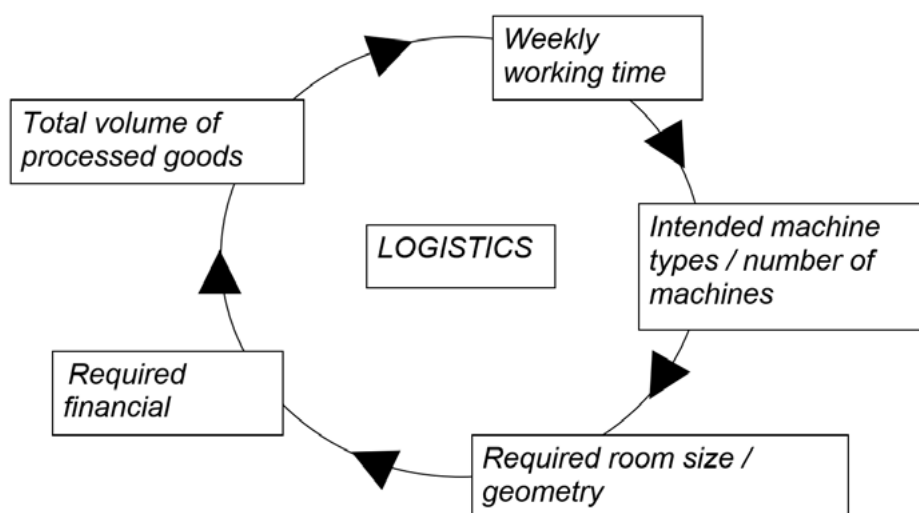 Weekly
working time
Total volume of
processed goods
Intended machine
types / number of
machines
LOGISTICS
Required
financial
Required room size /
geometry